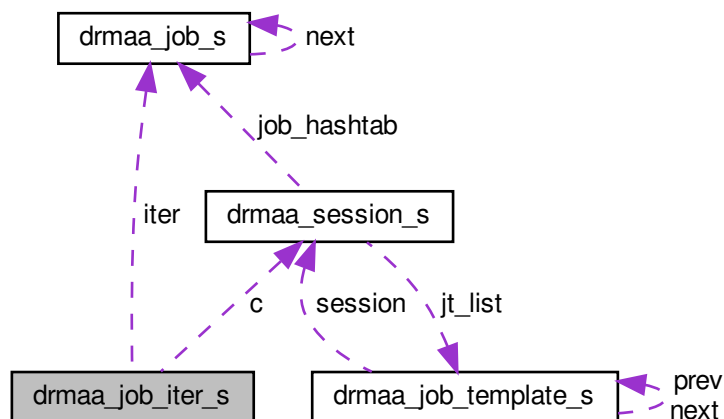 drmaa_job_s
next
job_hashtab
iter
drmaa_session_s
c
session
jt_list
drmaa_job_iter_s
drmaa_job_template_s
prev
next